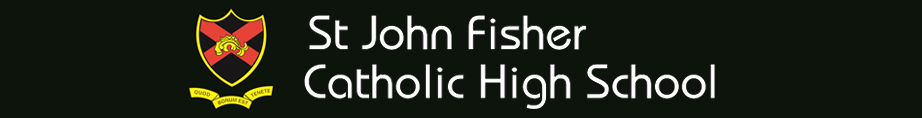 St John Fisher
Catholic High School
QUOD BONUM EST TENETE